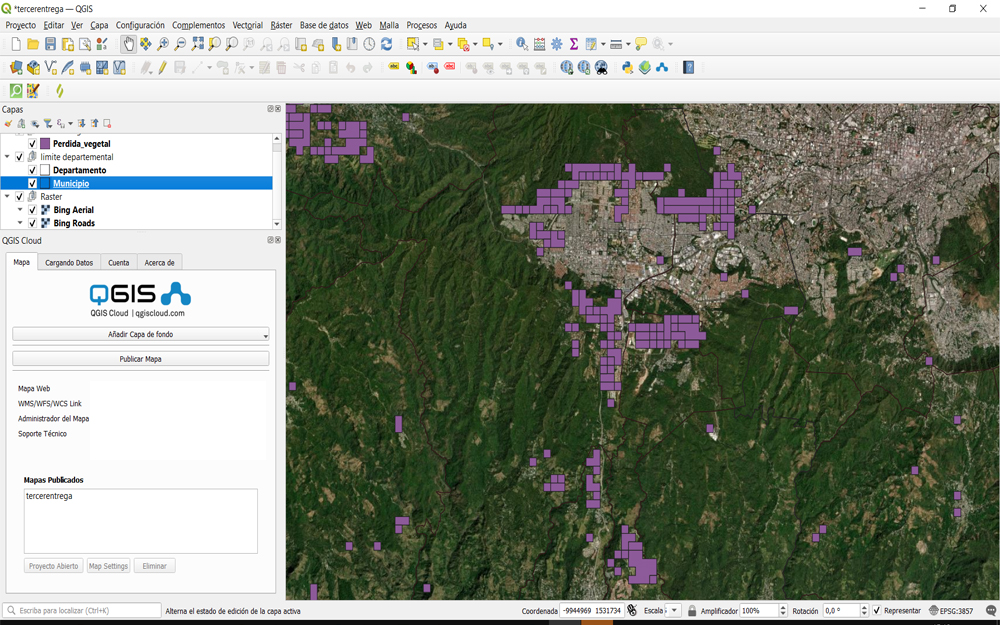 *tercerentrega — QGIS
Proyecto Editar Ver Capa Configuración Complementos Vectorial Ráster Base de datos Web Malla Procesos Ayuda
Capas
Perdida_vegetal
limite departamental
Departamento
Municipio
Raster
Bing Aerial
Bing Roads
QGIS Cloud
Mapa Cargando Datos Cuenta Acerca de
QGIS
QGIS Cloud | qgiscloud.com
Añadir Capa de fondo
Publicar Mapa
Mapa Web
WMS/WFS/WCS Link
Administrador del Mapa
Soporte Técnico
Mapas Publicados
tercerentrega
Proyecto Abierto Map Settings Eliminar
Escriba para localizar (Ctrl+K) Alterna el estado de edición de la capa activa Coordenada -9944969 1531734 Escala Amplificador 100% Rotación 0,0 ° Representar EPSG:3857